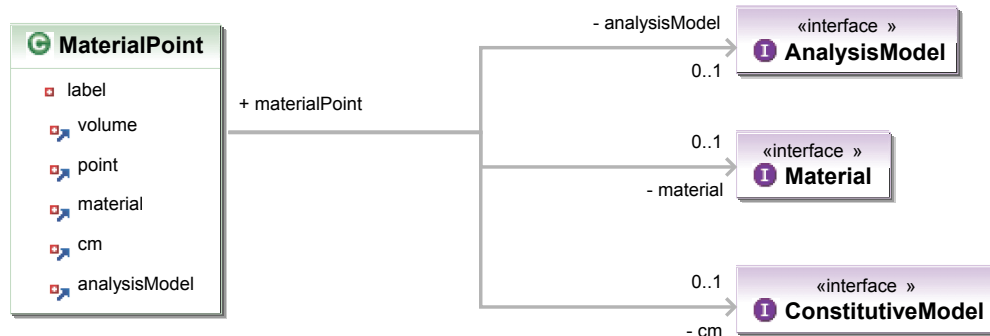 C MaterialPoint
label
volume
point
material
cm
analysisModel
+ materialPoint
- analysisModel
0..1
«interface »
I AnalysisModel
0..1
- material
«interface »
I Material
0..1
- cm
«interface »
I ConstitutiveModel